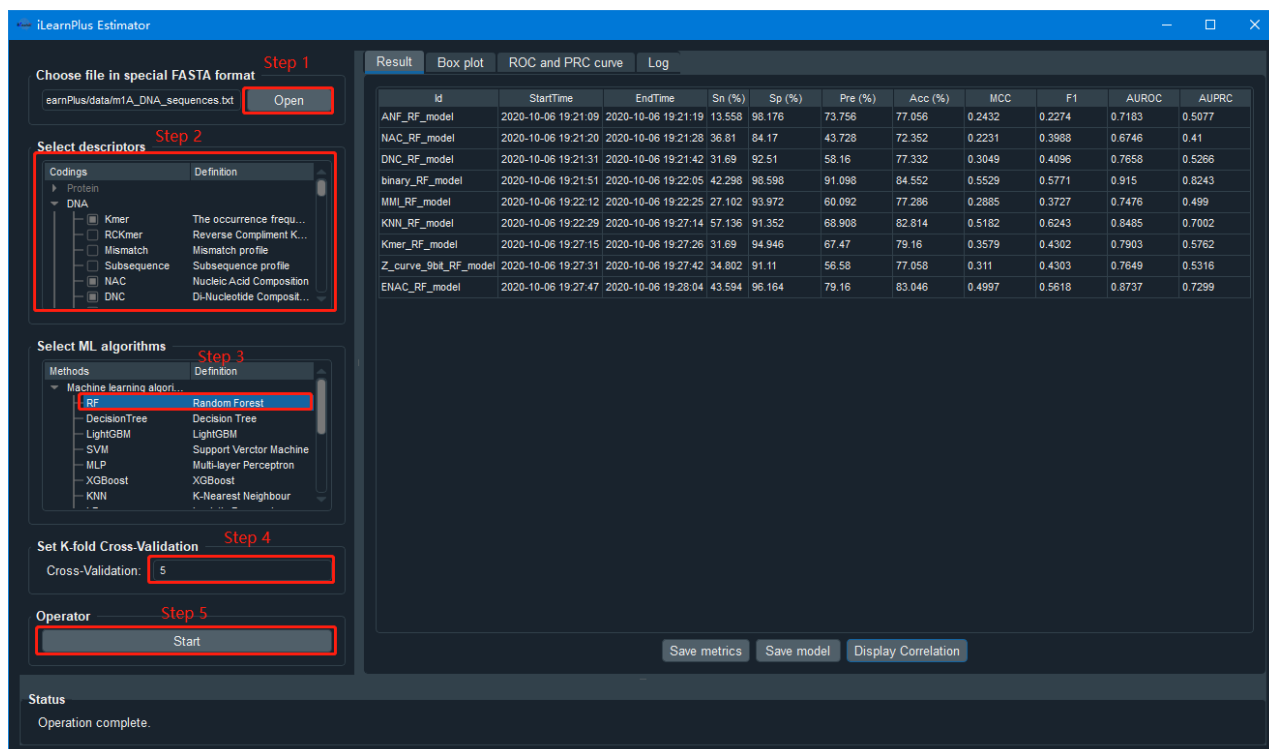 iLearnPlus Estimator
Step 1
Choose file in special FASTA format
earnPlus/data/m1A_DNA_sequences.txt Open
Step 2
Select descriptors
Codings Definition
Protein
DNA
Kmer The occurrence frequ...
RCKmer Reverse Compliment K...
Mismatch Mismatch profile
Subsequence Subsequence profile
NAC Nucleic Acid Composition
DNC Di-Nucleotide Composit...
Select ML algorithms
Step 3
Methods Definition
Machine learning algori...
RF Random Forest
DecisionTree Decision Tree
LightGBM LightGBM
SVM Support Verctor Machine
MLP Multi-layer Perceptron
XGBoost XGBoost
KNN K-Nearest Neighbour
Set K-fold Cross-Validation
Step 4
Cross-Validation: 5
Operator
Step 5
Start
Result Box plot ROC and PRC curve Log
Id StartTime EndTime Sn (%) Sp (%) Pre (%) Acc (%) MCC F1 AUROC AUPRC
ANF_RF_model 2020-10-06 19:21:09 2020-10-06 19:21:19 13.558 98.176 73.756 77.056 0.2432 0.2274 0.7183 0.5077
NAC_RF_model 2020-10-06 19:21:20 2020-10-06 19:21:28 36.81 84.17 43.728 72.352 0.2231 0.3988 0.6746 0.41
DNC_RF_model 2020-10-06 19:21:31 2020-10-06 19:21:42 31.69 92.51 58.16 77.332 0.3049 0.4096 0.7658 0.5266
binary_RF_model 2020-10-06 19:21:51 2020-10-06 19:22:05 42.298 98.598 91.098 84.552 0.5529 0.5771 0.915 0.8243
MMI_RF_model 2020-10-06 19:22:12 2020-10-06 19:22:25 27.102 93.972 60.092 77.286 0.2885 0.3727 0.7476 0.499
KNN_RF_model 2020-10-06 19:22:29 2020-10-06 19:27:14 57.136 91.352 68.908 82.814 0.5182 0.6243 0.8485 0.7002
Kmer_RF_model 2020-10-06 19:27:15 2020-10-06 19:27:26 31.69 94.946 67.47 79.16 0.3579 0.4302 0.7903 0.5762
Z_curve_9bit_RF_model 2020-10-06 19:27:31 2020-10-06 19:27:42 34.802 91.11 56.58 77.058 0.311 0.4303 0.7649 0.5316
ENAC_RF_model 2020-10-06 19:27:47 2020-10-06 19:28:04 43.594 96.164 79.16 83.046 0.4997 0.5618 0.8737 0.7299
Save metrics Save model Display Correlation
Status
Operation complete.